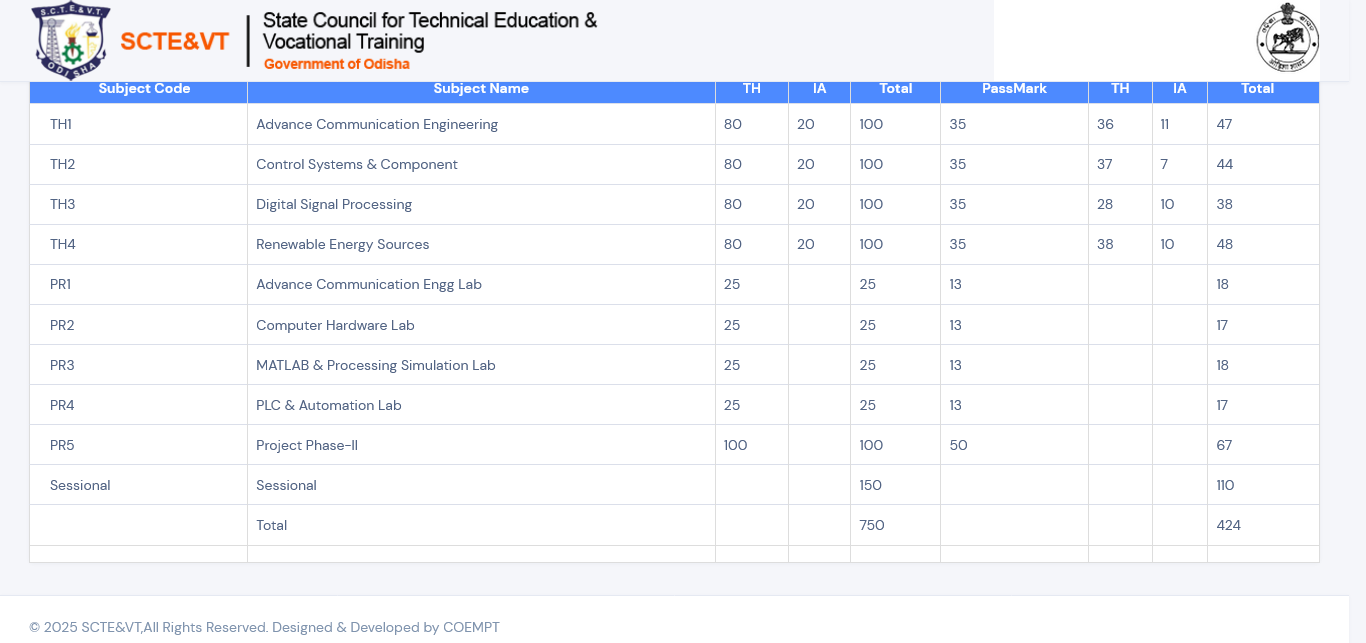 S.C.T.E.&V.T.
ODISHA
SCTE&VT
State Council for Technical Education &
Vocational Training
Government of Odisha
Subject Code Subject Name TH IA Total PassMark TH IA Total
TH1 Advance Communication Engineering 80 20 100 35 36 11 47
TH2 Control Systems & Component 80 20 100 35 37 7 44
TH3 Digital Signal Processing 80 20 100 35 28 10 38
TH4 Renewable Energy Sources 80 20 100 35 38 10 48
PR1 Advance Communication Engg Lab 25 25 13 18
PR2 Computer Hardware Lab 25 25 13 17
PR3 MATLAB & Processing Simulation Lab 25 25 13 18
PR4 PLC & Automation Lab 25 25 13 17
PR5 Project Phase-II 100 100 50 67
Sessional Sessional 150 110
Total 750 424
© 2025 SCTE&VT,All Rights Reserved. Designed & Developed by COEMPT